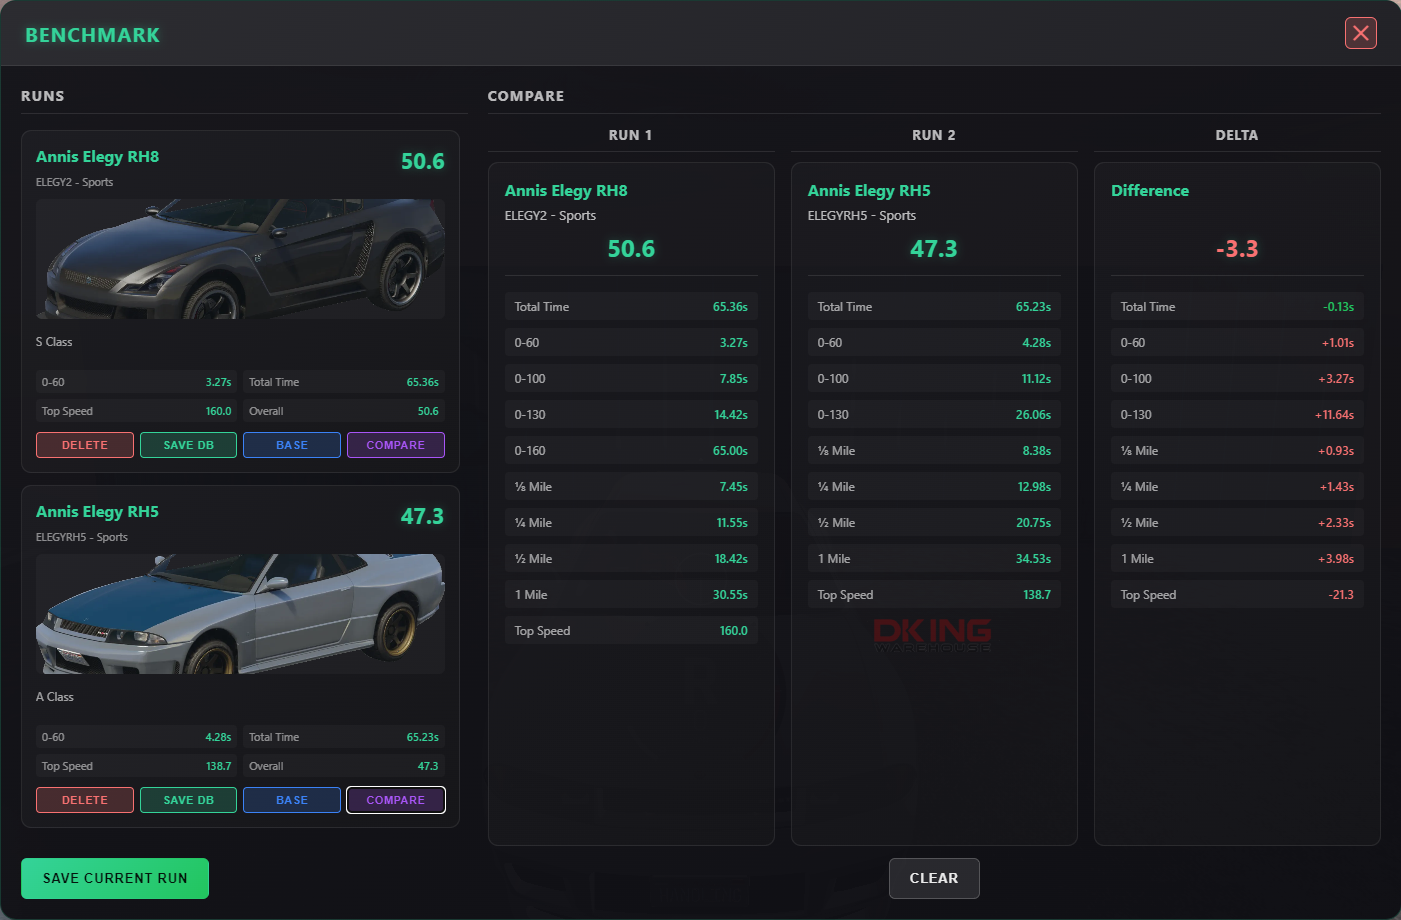 BENCHMARK
RUNS
Annis Elegy RH8
50.6
ELEGY2 - Sports
S Class
0-60 3.27s Total Time 65.36s
Top Speed 160.0 Overall 50.6
DELETE SAVE DB BASE COMPARE
Annis Elegy RH5
47.3
ELEGYRH5 - Sports
A Class
0-60 4.28s Total Time 65.23s
Top Speed 138.7 Overall 47.3
DELETE SAVE DB BASE COMPARE
SAVE CURRENT RUN
COMPARE
RUN 1
Annis Elegy RH8
ELEGY2 - Sports
50.6
Total Time 65.36s
0-60 3.27s
0-100 7.85s
0-130 14.42s
0-160 65.00s
⅛ Mile 7.45s
¼ Mile 11.55s
½ Mile 18.42s
1 Mile 30.55s
Top Speed 160.0
RUN 2
Annis Elegy RH5
ELEGYRH5 - Sports
47.3
Total Time 65.23s
0-60 4.28s
0-100 11.12s
0-130 26.06s
⅛ Mile 8.38s
¼ Mile 12.98s
½ Mile 20.75s
1 Mile 34.53s
Top Speed 138.7
DKING
WAREHOUSE
DELTA
Difference
-3.3
Total Time -0.13s
0-60 +1.01s
0-100 +3.27s
0-130 +11.64s
⅛ Mile +0.93s
¼ Mile +1.43s
½ Mile +2.33s
1 Mile +3.98s
Top Speed -21.3
CLEAR